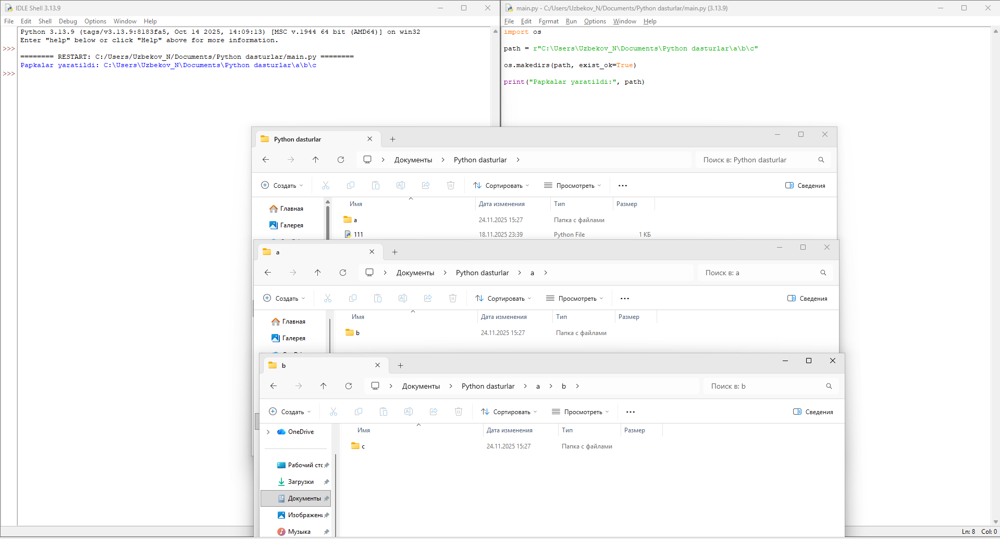 IDLE Shell 3.13.9
File Edit Shell Debug Options Window Help
Python 3.13.9 (tags/v3.13.9:8183fa5, Oct 14 2025, 14:09:13) [MSC v.1944 64 bit (AMD64)] on win32
Enter "help" below or click "Help" above for more information.
>>>
======== RESTART: C:/Users/Uzbekov_N/Documents/Python dasturlar/main.py ========
Papkalar yaratildi: C:\Users\Uzbekov_N\Documents\Python dasturlar\a\b\c
>>>
main.py - C:/Users/Uzbekov_N/Documents/Python dasturlar/main.py (3.13.9)
File Edit Format Run Options Window Help
import os
path = r"C:\Users\Uzbekov_N\Documents\Python dasturlar\a\b\c"
os.makedirs(path, exist_ok=True)
print("Papkalar yaratildi:", path)
Python dasturlar
Документы Python dasturlar Поиск в: Python dasturlar
Создать Сортировать Просмотреть ... Сведения
Главная
Галерея
Имя Дата изменения Тип Размер
a 24.11.2025 15:27 Папка с файлами
111 18.11.2025 23:39 Python File 1 КБ
a
Документы Python dasturlar a Поиск в: a
Создать Сортировать Просмотреть ... Сведения
Главная
Галерея
Имя Дата изменения Тип Размер
b 24.11.2025 15:27 Папка с файлами
b
Документы Python dasturlar a b Поиск в: b
Создать Сортировать Просмотреть ... Сведения
OneDrive
Рабочий сто
Загрузки
Документы
Изображени
Музыка
Имя Дата изменения Тип Размер
c 24.11.2025 15:27 Папка с файлами
Ln: 8 Col: 0